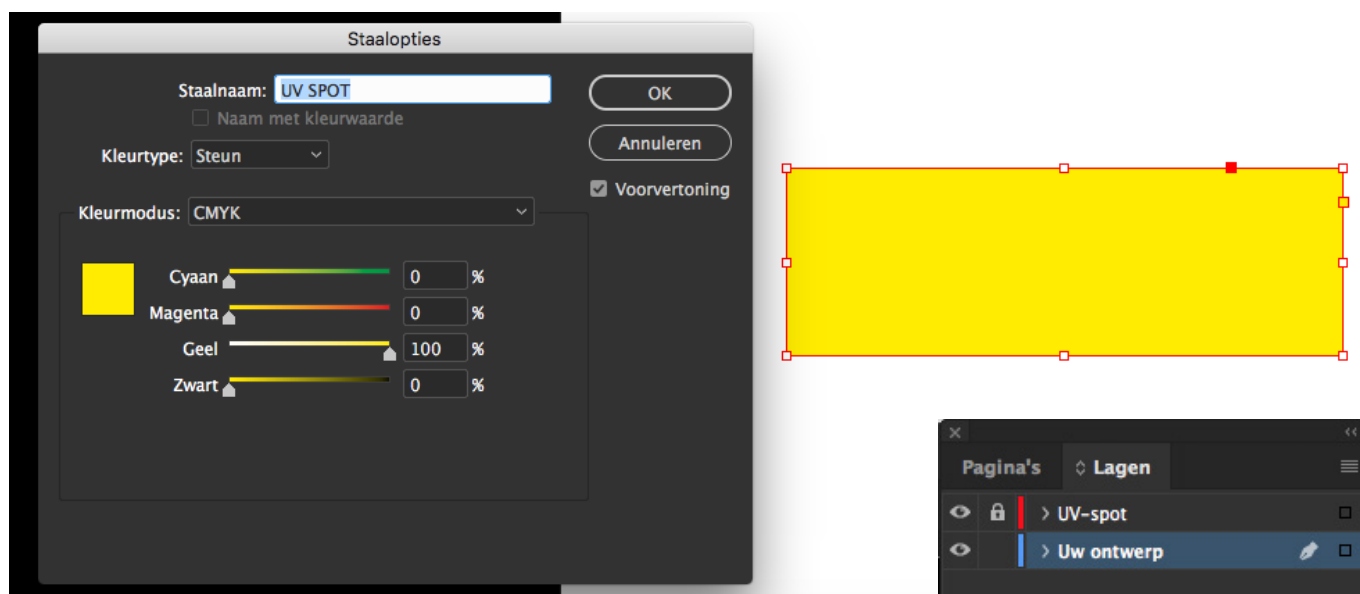 Staalopties
Staalnaam: UV SPOT
OK
Naam met kleurwaarde
Annuleren
Kleurtype: Steun
Voorvertoning
Kleurmodus: CMYK
Cyaan 0 %
Magenta 0 %
Geel 100 %
Zwart 0 %
Pagina's Lagen
UV-spot
Uw ontwerp